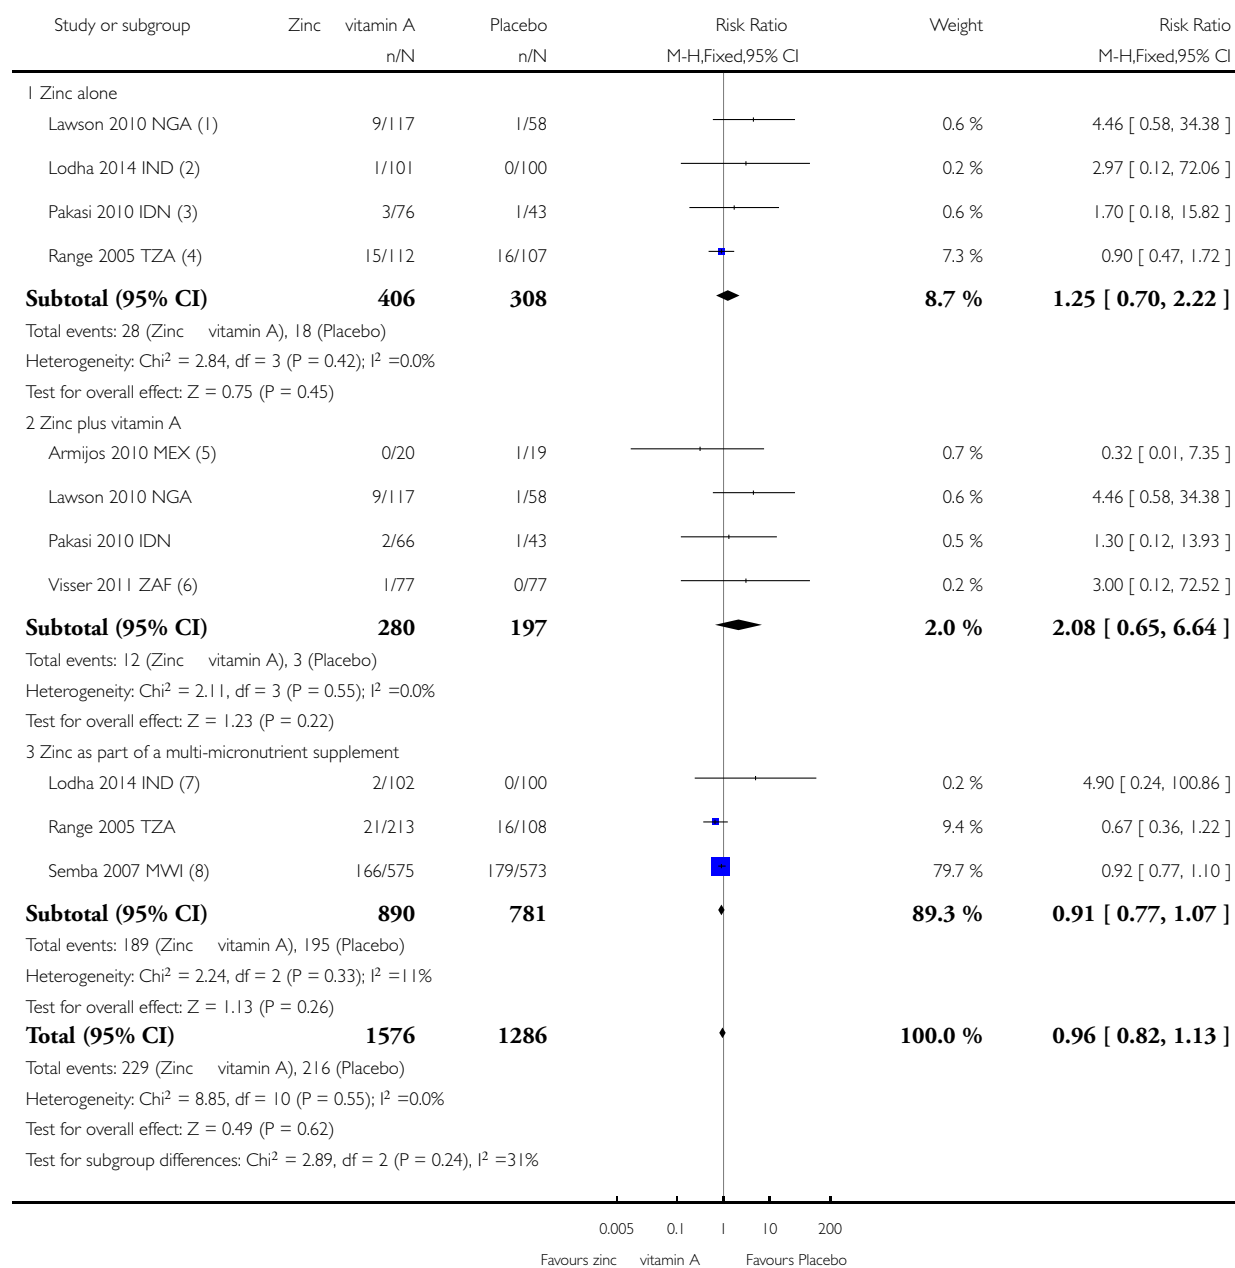 Study or subgroup Zinc vitamin A Placebo Risk Ratio Weight Risk Ratio
n/N n/N M-H,Fixed,95% CI M-H,Fixed,95% CI
1 Zinc alone
Lawson 2010 NGA (1) 9/117 1/58 0.6 % 4.46 [ 0.58, 34.38 ]
Lodha 2014 IND (2) 1/101 0/100 0.2 % 2.97 [ 0.12, 72.06 ]
Pakasi 2010 IDN (3) 3/76 1/43 0.6 % 1.70 [ 0.18, 15.82 ]
Range 2005 TZA (4) 15/112 16/107 7.3 % 0.90 [ 0.47, 1.72 ]
Subtotal (95% CI) 406 308 8.7 % 1.25 [ 0.70, 2.22 ]
Total events: 28 (Zinc vitamin A), 18 (Placebo)
Heterogeneity: Chi² = 2.84, df = 3 (P = 0.42); I² =0.0%
Test for overall effect: Z = 0.75 (P = 0.45)
2 Zinc plus vitamin A
Armijos 2010 MEX (5) 0/20 1/19 0.7 % 0.32 [ 0.01, 7.35 ]
Lawson 2010 NGA 9/117 1/58 0.6 % 4.46 [ 0.58, 34.38 ]
Pakasi 2010 IDN 2/66 1/43 0.5 % 1.30 [ 0.12, 13.93 ]
Visser 2011 ZAF (6) 1/77 0/77 0.2 % 3.00 [ 0.12, 72.52 ]
Subtotal (95% CI) 280 197 2.0 % 2.08 [ 0.65, 6.64 ]
Total events: 12 (Zinc vitamin A), 3 (Placebo)
Heterogeneity: Chi² = 2.11, df = 3 (P = 0.55); I² =0.0%
Test for overall effect: Z = 1.23 (P = 0.22)
3 Zinc as part of a multi-micronutrient supplement
Lodha 2014 IND (7) 2/102 0/100 0.2 % 4.90 [ 0.24, 100.86 ]
Range 2005 TZA 21/213 16/108 9.4 % 0.67 [ 0.36, 1.22 ]
Semba 2007 MWI (8) 166/575 179/573 79.7 % 0.92 [ 0.77, 1.10 ]
Subtotal (95% CI) 890 781 89.3 % 0.91 [ 0.77, 1.07 ]
Total events: 189 (Zinc vitamin A), 195 (Placebo)
Heterogeneity: Chi² = 2.24, df = 2 (P = 0.33); I² =11%
Test for overall effect: Z = 1.13 (P = 0.26)
Total (95% CI) 1576 1286 100.0 % 0.96 [ 0.82, 1.13 ]
Total events: 229 (Zinc vitamin A), 216 (Placebo)
Heterogeneity: Chi² = 8.85, df = 10 (P = 0.55); I² =0.0%
Test for overall effect: Z = 0.49 (P = 0.62)
Test for subgroup differences: Chi² = 2.89, df = 2 (P = 0.24), I² =31%
0.005 0.1 1 10 200
Favours zinc vitamin A Favours Placebo